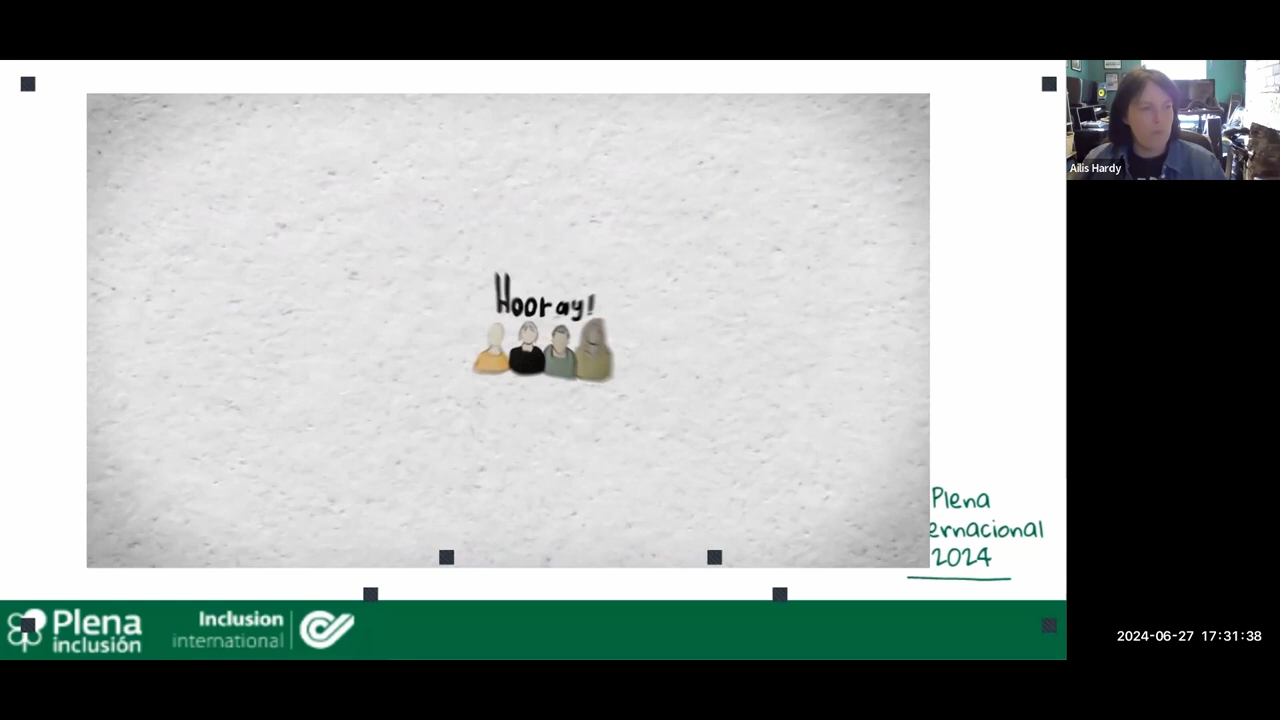 Hooray!
Plena
ernacional
2024
Plena
inclusión
Inclusion
international
Ailis Hardy
2024-06-27 17:31:38